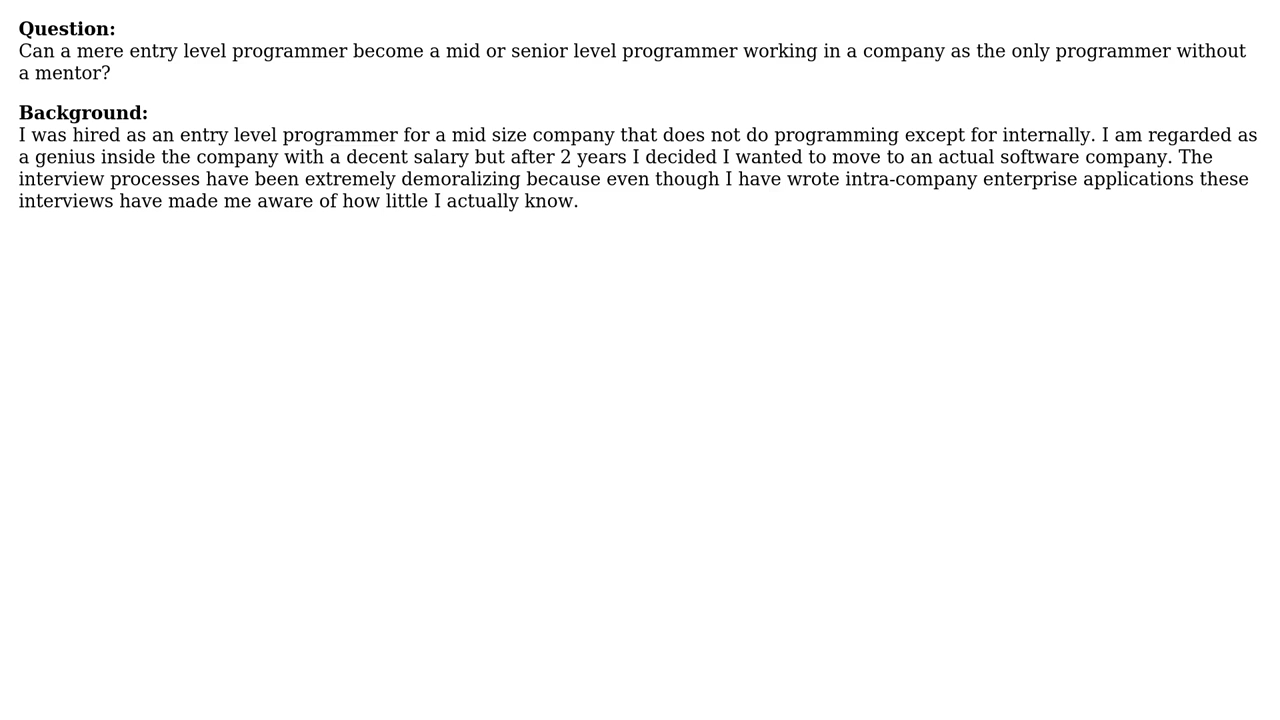 Question:
Can a mere entry level programmer become a mid or senior level programmer working in a company as the only programmer without
a mentor?
Background:
I was hired as an entry level programmer for a mid size company that does not do programming except for internally. I am regarded as
a genius inside the company with a decent salary but after 2 years I decided I wanted to move to an actual software company. The
interview processes have been extremely demoralizing because even though I have wrote intra-company enterprise applications these
interviews have made me aware of how little I actually know.